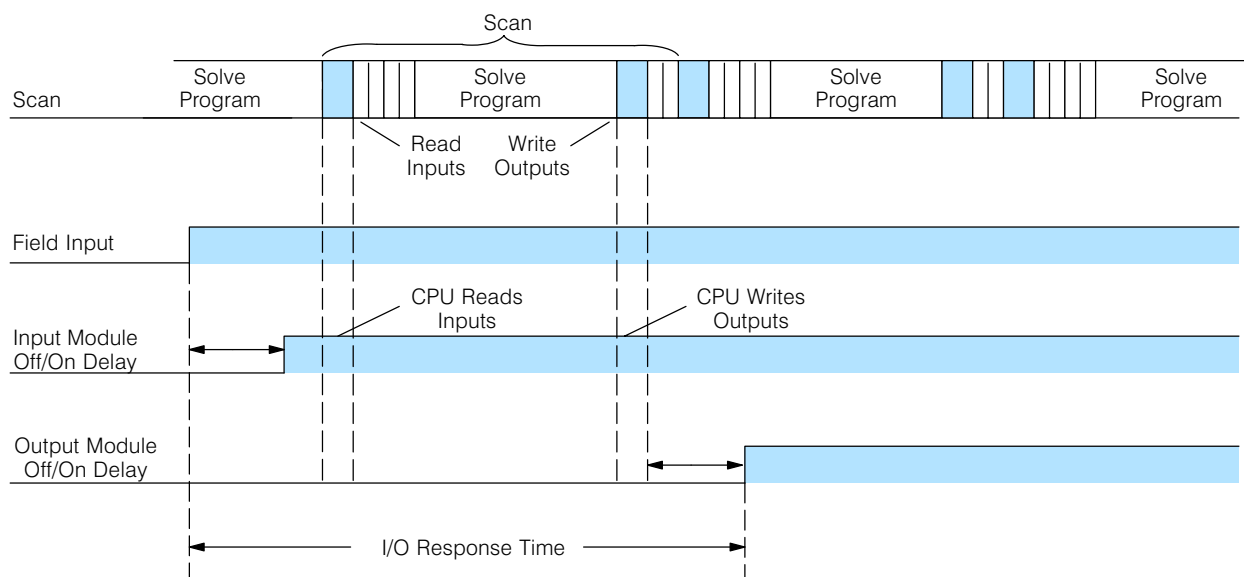 Scan
Scan
Solve
Program
Solve
Program
Solve
Program
Solve
Program
Read
Inputs
Write
Outputs
Field Input
CPU Reads
Inputs
CPU Writes
Outputs
Input Module
Off/On Delay
Output Module
Off/On Delay
I/O Response Time